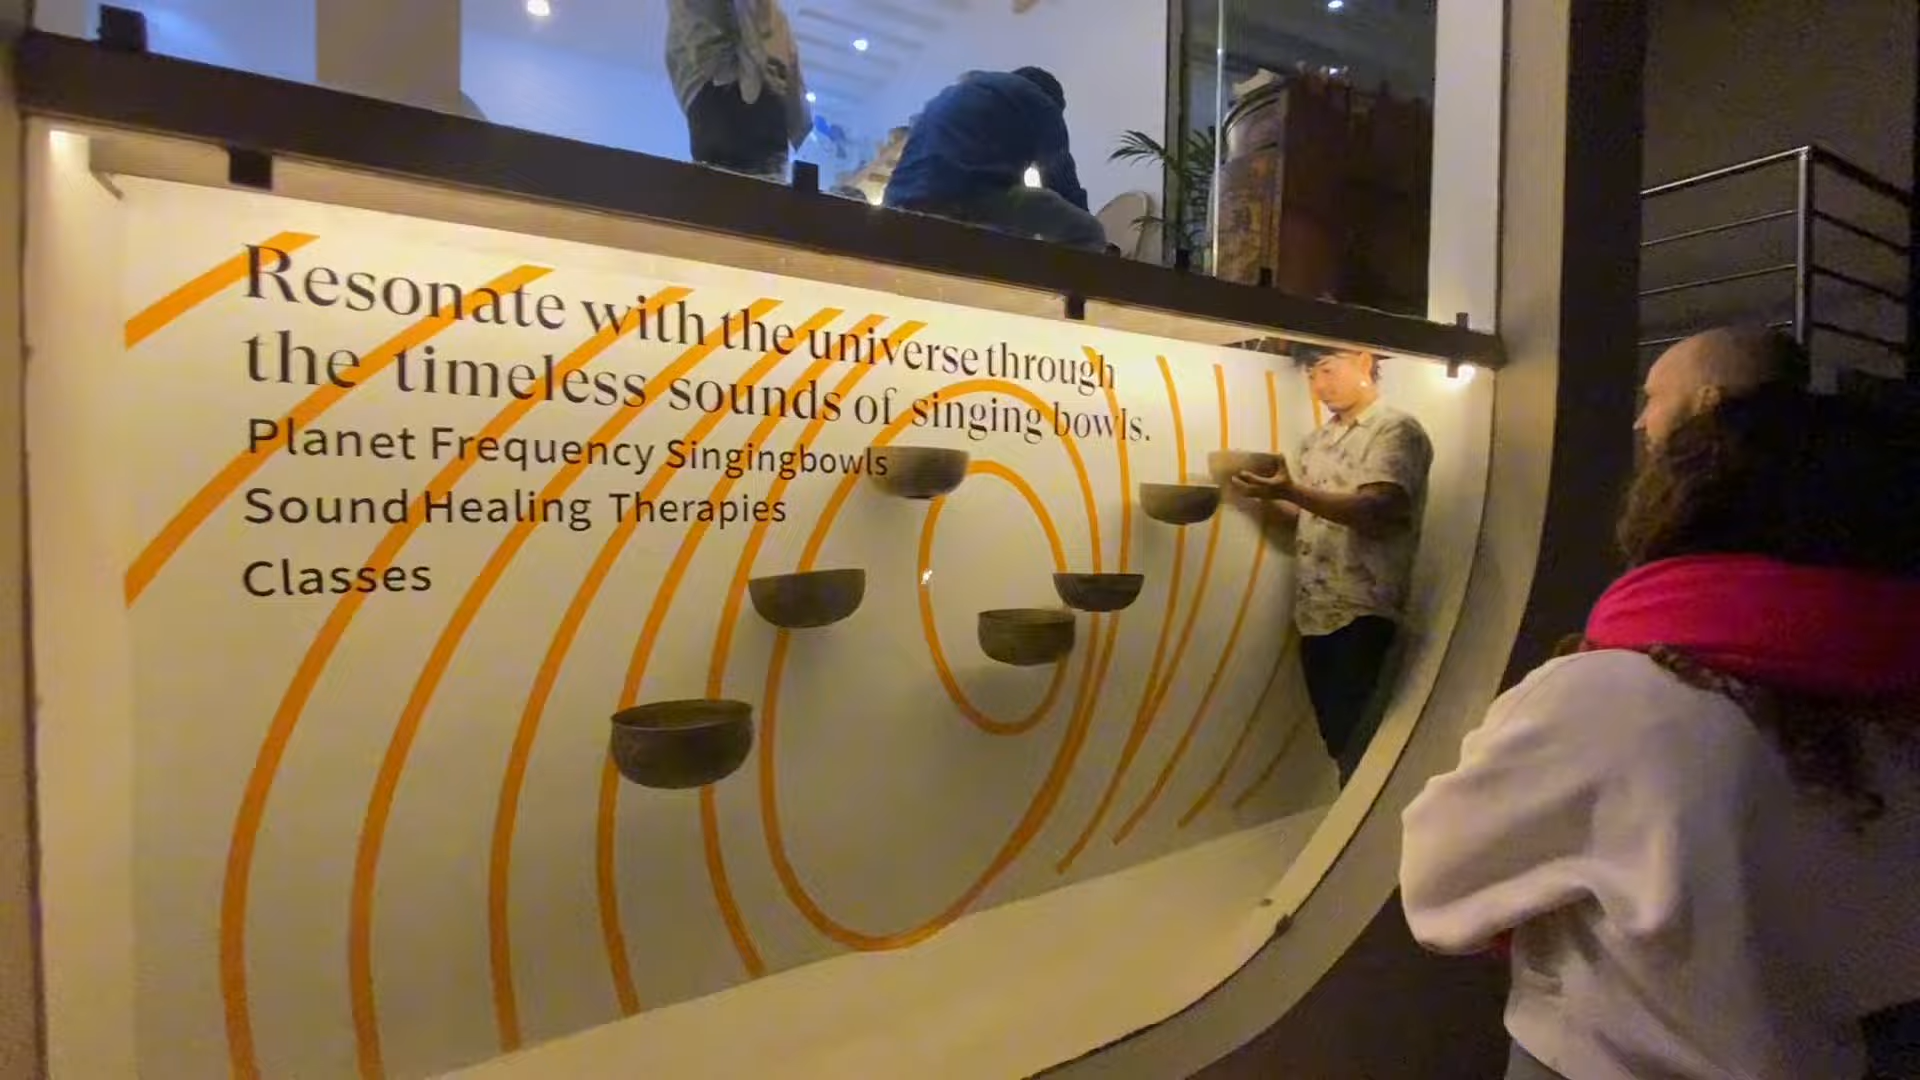 Resonate with the universe through
the timeless sounds of singing bowls.
Planet Frequency Singingbowls
Sound Healing Therapies
Classes